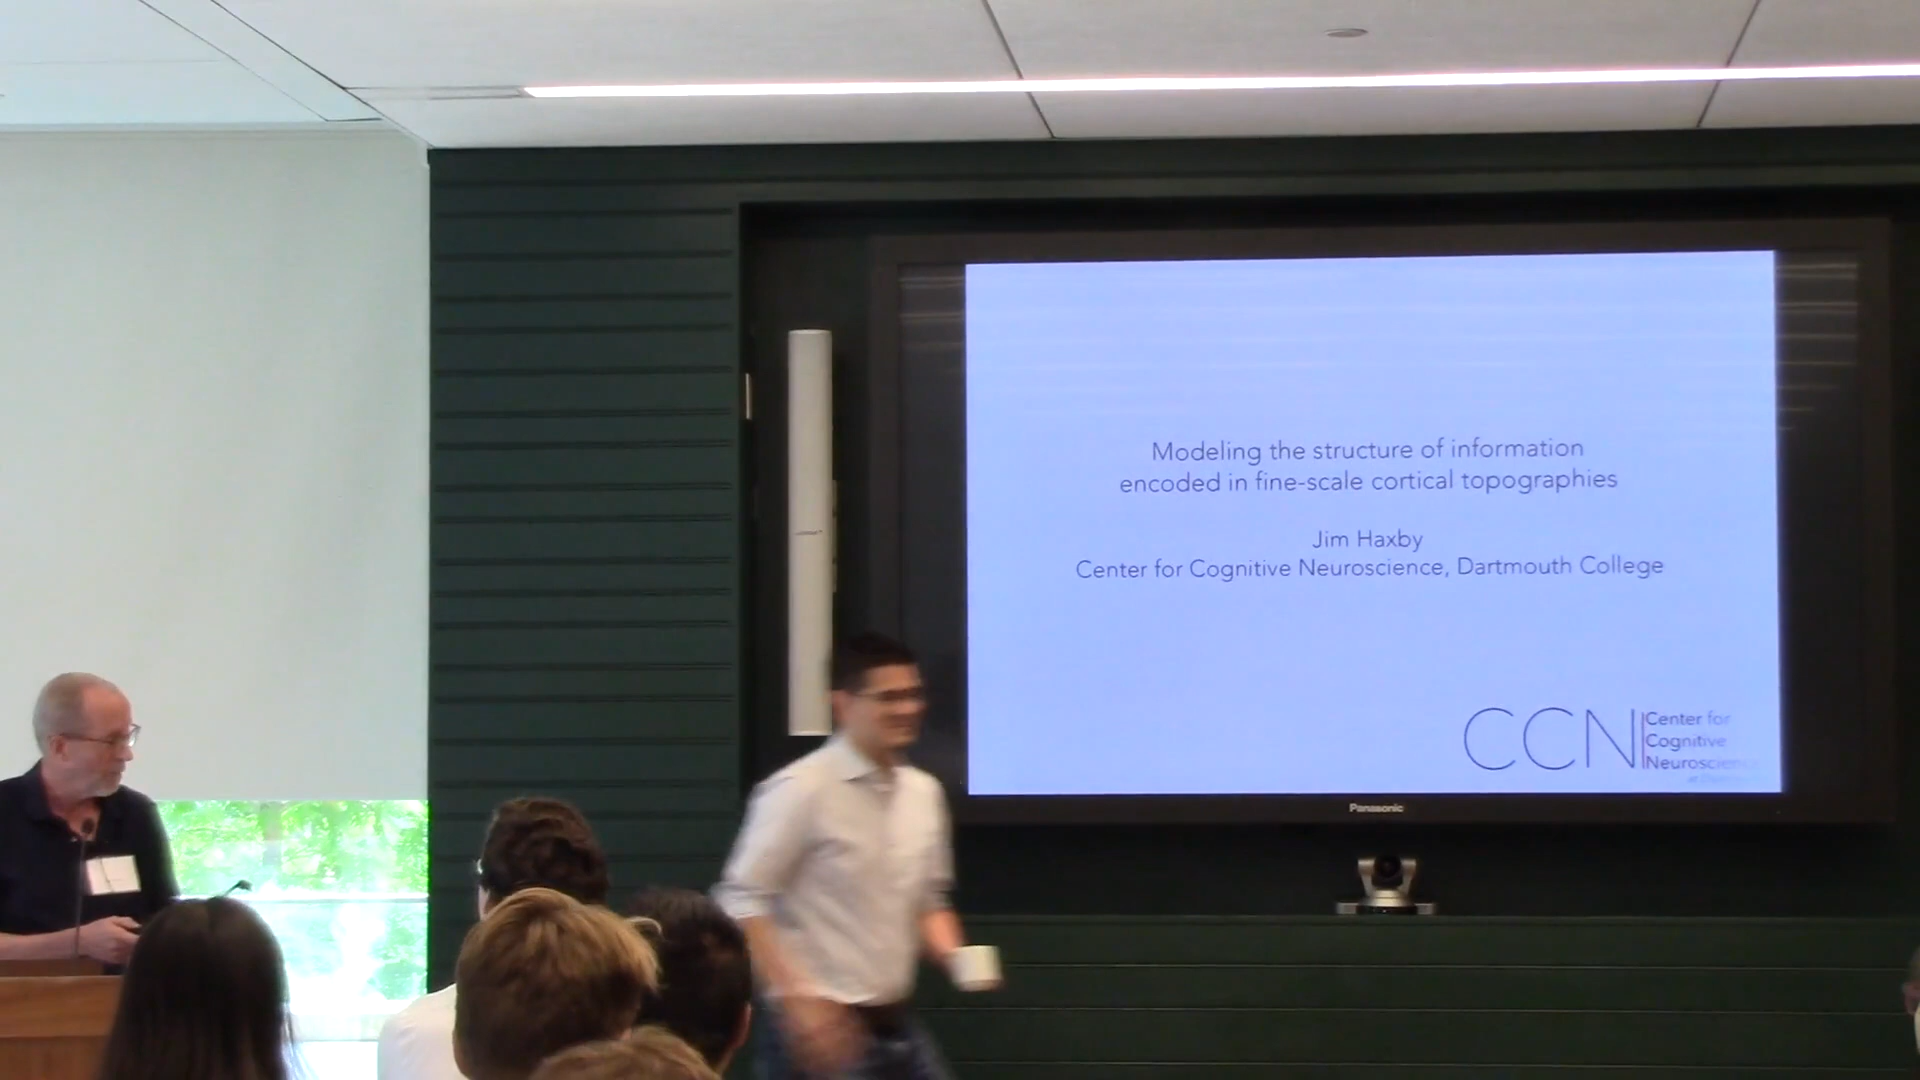 Modeling the structure of information
encoded in fine-scale cortical topographies
Jim Haxby
Center for Cognitive Neuroscience, Dartmouth College
CCN
Center for
Cognitive
Neuroscience
Panasonic